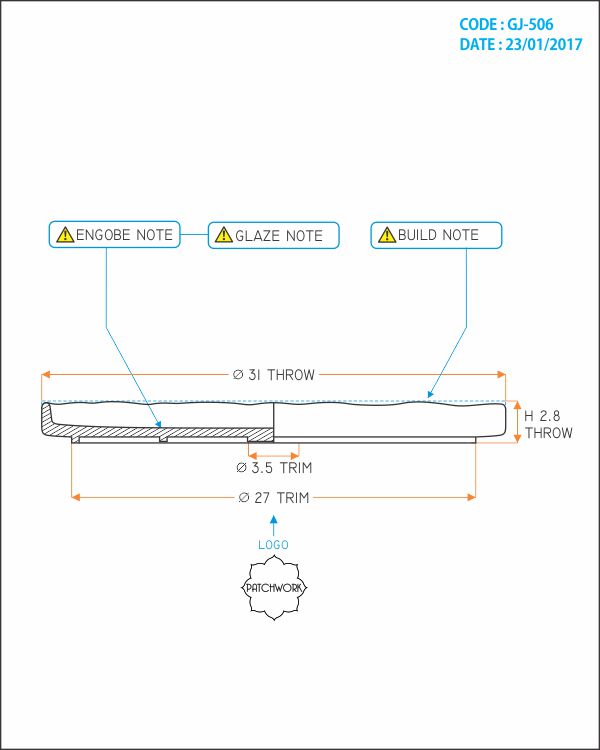 CODE : GJ-506
DATE : 23/01/2017
ENGOBE NOTE
GLAZE NOTE
BUILD NOTE
Ø 31 THROW
H 2.8
THROW
Ø 3.5 TRIM
Ø 27 TRIM
LOGO
PATCHWORK